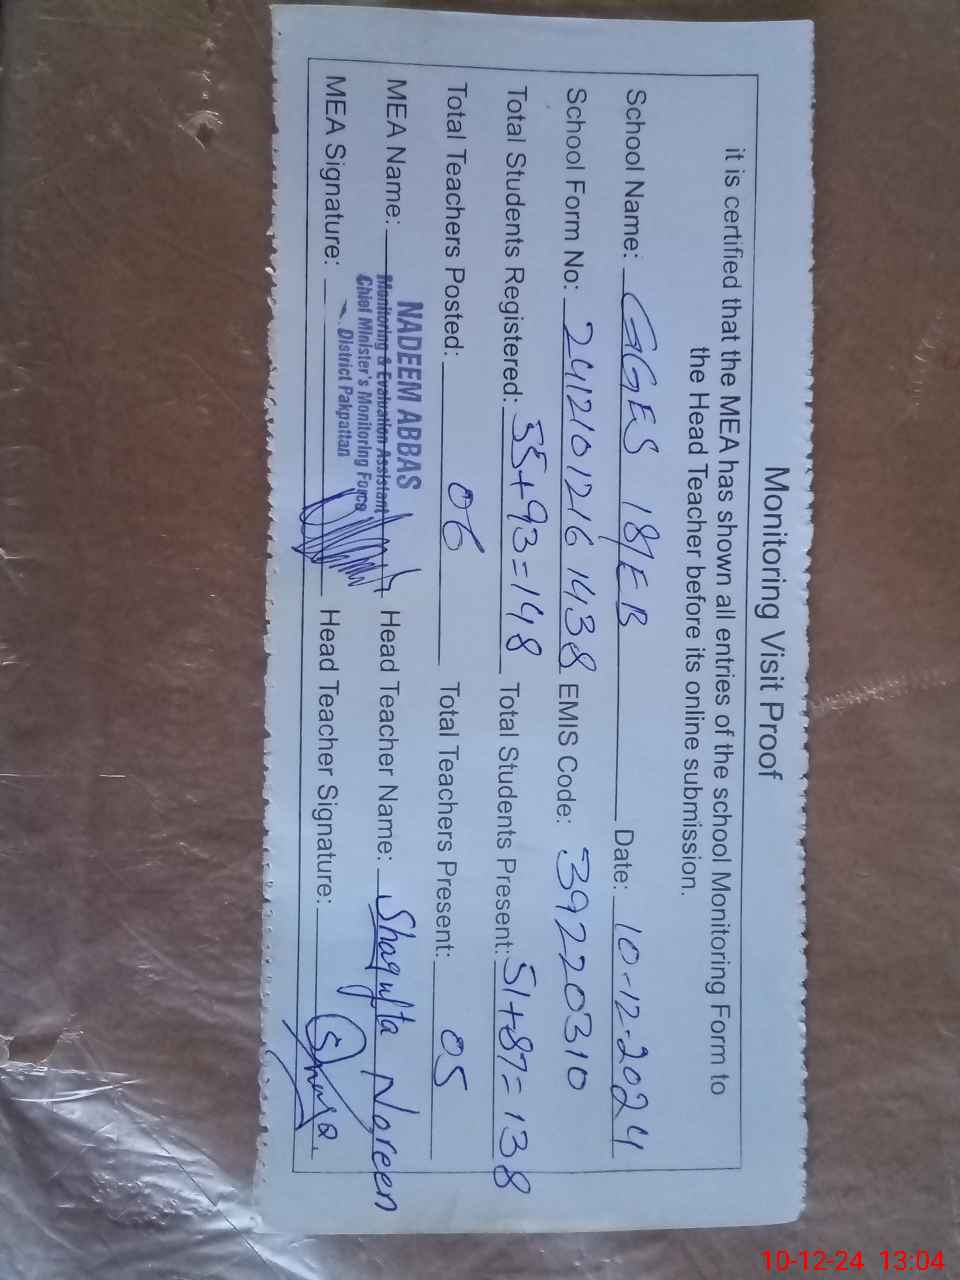 Monitoring Visit Proof
it is certified that the MEA has shown all entries of the school Monitoring Form to
the Head Teacher before its online submission.
School Name: GGES 18/EB Date: 10-12-2024
School Form No: 2412101216 1438 EMIS Code: 39220310
Total Students Registered: 55+93=148 Total Students Present: 51+87=138
Total Teachers Posted: 06 Total Teachers Present: 05
MEA Name: NADEEM ABBAS Head Teacher Name: Shagufta Noreen
Monitoring & Evaluation Assistant
Chief Minister's Monitoring Force
District Pakpattan
MEA Signature: Head Teacher Signature:
10-12-24 13:04